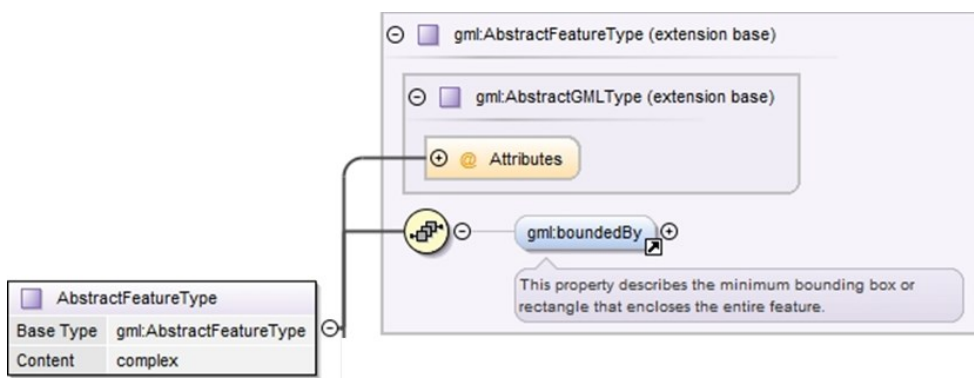 gml:AbstractFeatureType (extension base)
gml:AbstractGMLType (extension base)
@ Attributes
gml:boundedBy
This property describes the minimum bounding box or
rectangle that encloses the entire feature.
AbstractFeatureType
Base Type gml:AbstractFeatureType
Content complex